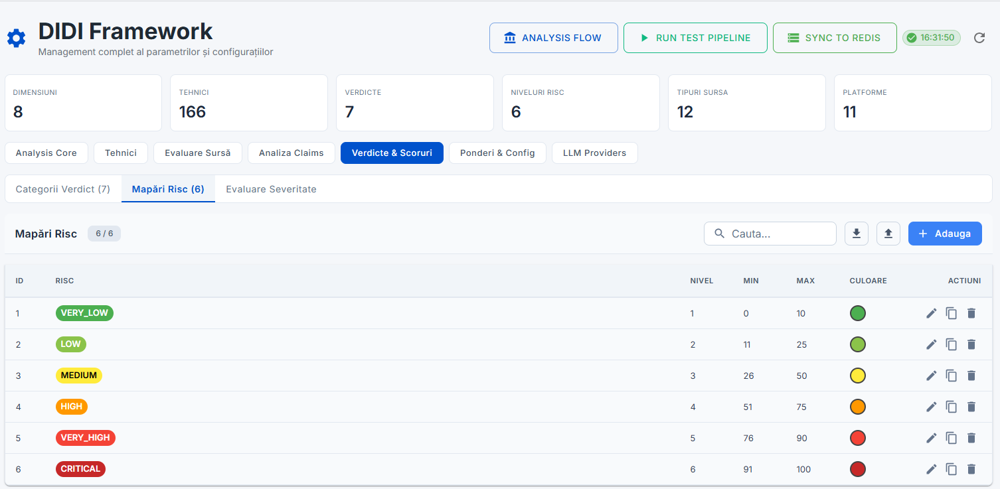 DIDI Framework
Management complet al parametrilor și configurațiilor
ANALYSIS FLOW
RUN TEST PIPELINE
SYNC TO REDIS
16:31:50
DIMENSIUNI
8
TEHNICI
166
VERDICTE
7
NIVELURI RISC
6
TIPURI SURSA
12
PLATFORME
11
Analysis Core
Tehnici
Evaluare Sursă
Analiza Claims
Verdicte & Scoruri
Ponderi & Config
LLM Providers
Categorii Verdict (7)
Mapări Risc (6)
Evaluare Severitate
Mapări Risc
6 / 6
Cauta...
+ Adauga
ID RISC NIVEL MIN MAX CULOARE ACTIUNI
1 VERY_LOW 1 0 10
2 LOW 2 11 25
3 MEDIUM 3 26 50
4 HIGH 4 51 75
5 VERY_HIGH 5 76 90
6 CRITICAL 6 91 100